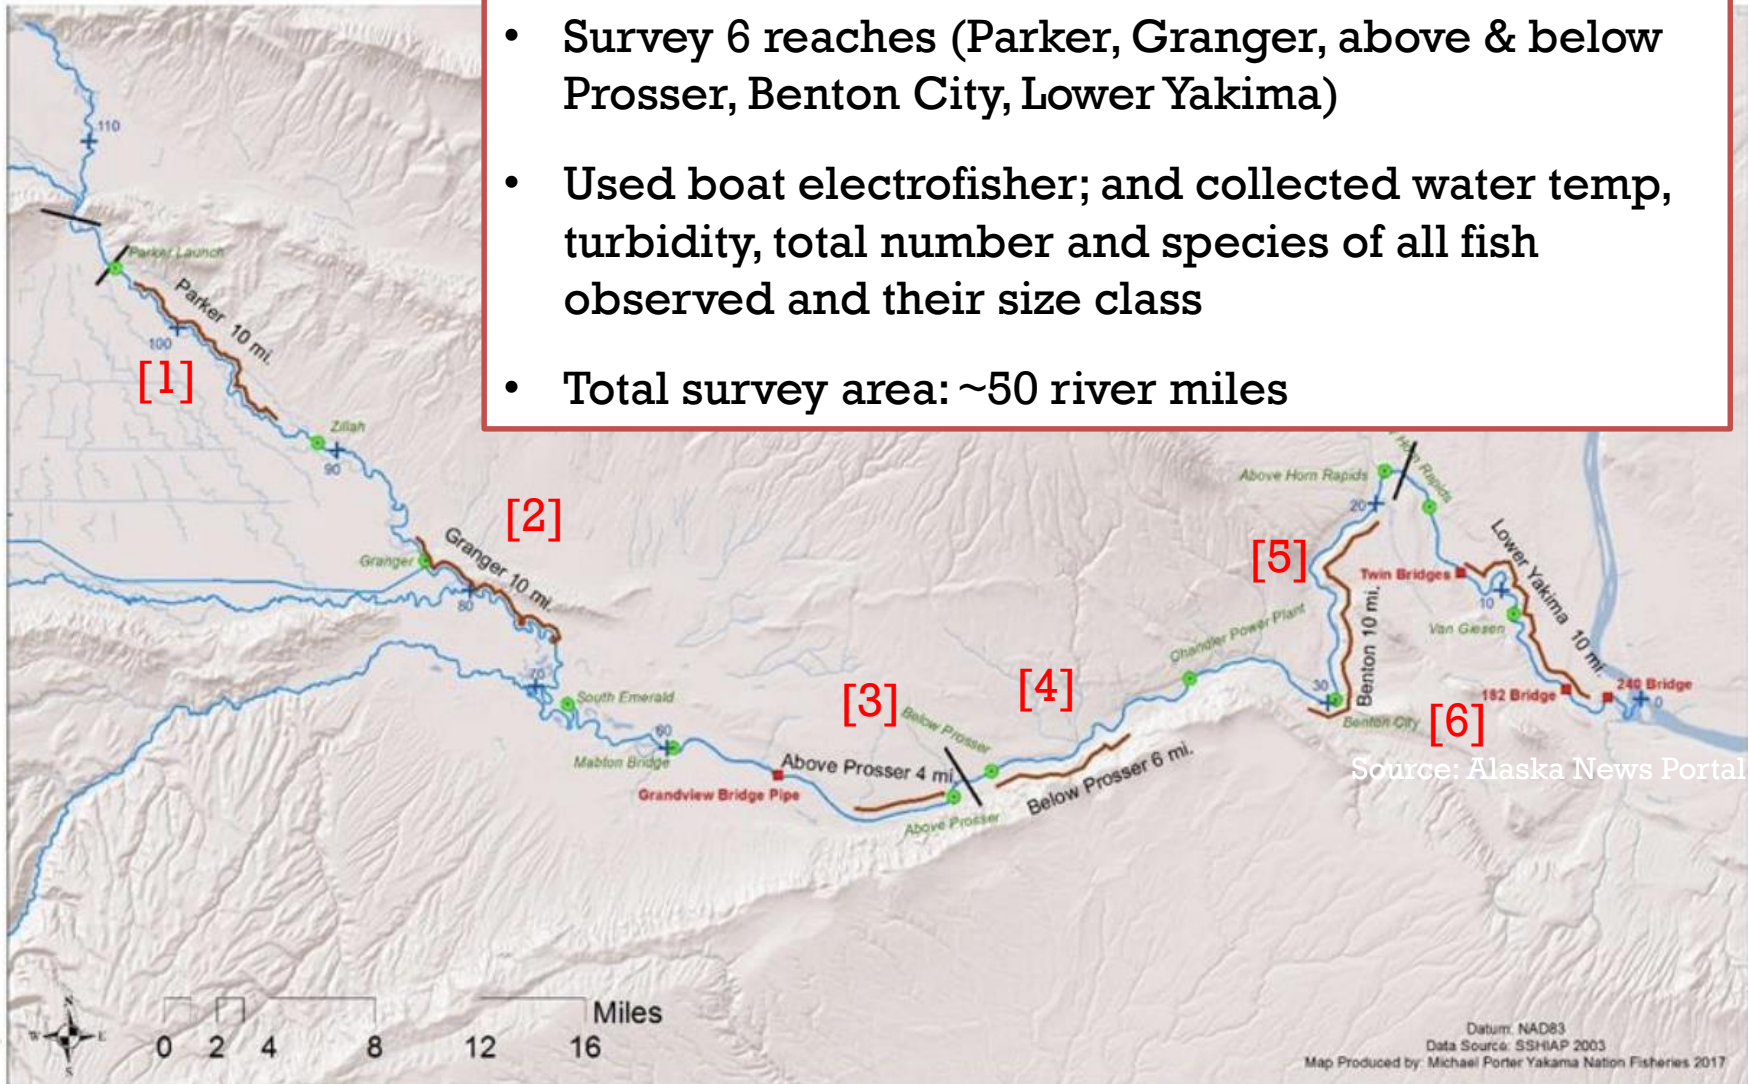 • Survey 6 reaches (Parker, Granger, above & below
Prosser, Benton City, Lower Yakima)
• Used boat electrofisher; and collected water temp,
turbidity, total number and species of all fish
observed and their size class
• Total survey area: ~50 river miles
110
Parker Launch
Parker 10 mi.
100
[1]
Zillah
90
[2]
Granger 10 mi.
Granger
80
70
South Emerald
60
Mabton Bridge
Grandview Bridge Pipe
Above Prosser 4 mi.
[3]
Below Prosser
Above Prosser
[4]
Below Prosser 6 mi.
Chandler Power Plant
Above Horn Rapids
Horn Rapids
20
[5]
Benton 10 mi.
30
Benton City
Twin Bridges
Lower Yakima 10 mi.
10
Van Giesen
182 Bridge
240 Bridge
0
[6]
Source: Alaska News Portal
N
W E
S
Miles
0 2 4 8 12 16
Datum: NAD83
Data Source: SSHIAP 2003
Map Produced by: Michael Porter Yakama Nation Fisheries 2017